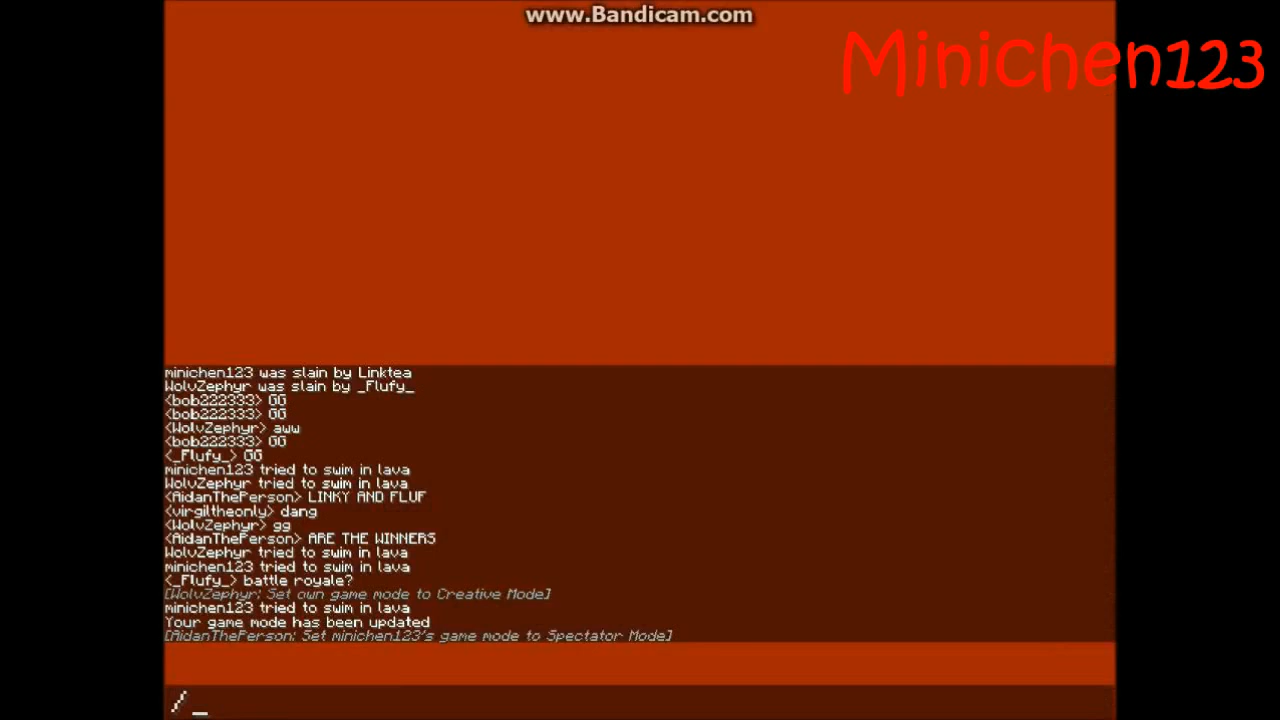 www.Bandicam.com
Minichen123
minichen123 was slain by Linktea
WolvZephyr was slain by _Flufy_
<bob222333> GG
<bob222333> GG
<WolvZephyr> aww
<bob222333> GG
<_Flufy_> GG
minichen123 tried to swim in lava
WolvZephyr tried to swim in lava
<AidanThePerson> LINKY AND FLUF
<virgiltheonly> dang
<WolvZephyr> gg
<AidanThePerson> ARE THE WINNERS
WolvZephyr tried to swim in lava
minichen123 tried to swim in lava
<_Flufy_> battle royale?
[WolvZephyr: Set own game mode to Creative Mode]
minichen123 tried to swim in lava
Your game mode has been updated
[AidanThePerson: Set minichen123's game mode to Spectator Mode]
/_